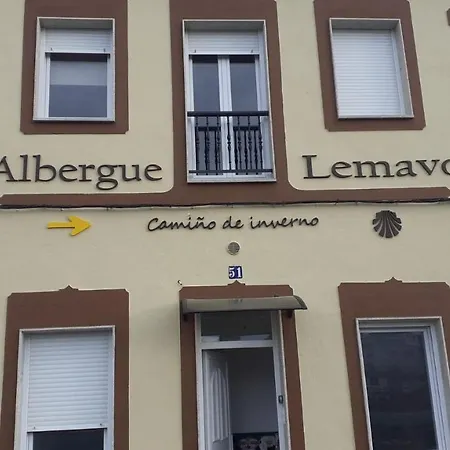 Albergue Lemavo
Camiño de inverno
51